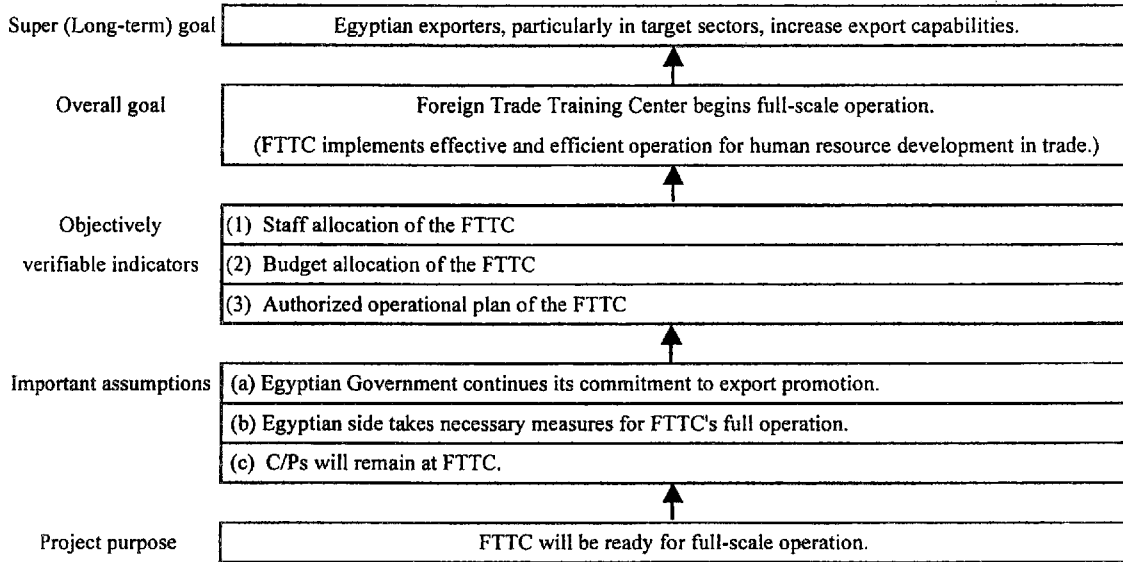 Super (Long-term) goal
Egyptian exporters, particularly in target sectors, increase export capabilities.
Overall goal
Foreign Trade Training Center begins full-scale operation.
(FTTC implements effective and efficient operation for human resource development in trade.)
Objectively
verifiable indicators
(1) Staff allocation of the FTTC
(2) Budget allocation of the FTTC
(3) Authorized operational plan of the FTTC
Important assumptions
(a) Egyptian Government continues its commitment to export promotion.
(b) Egyptian side takes necessary measures for FTTC's full operation.
(c) C/Ps will remain at FTTC.
Project purpose
FTTC will be ready for full-scale operation.